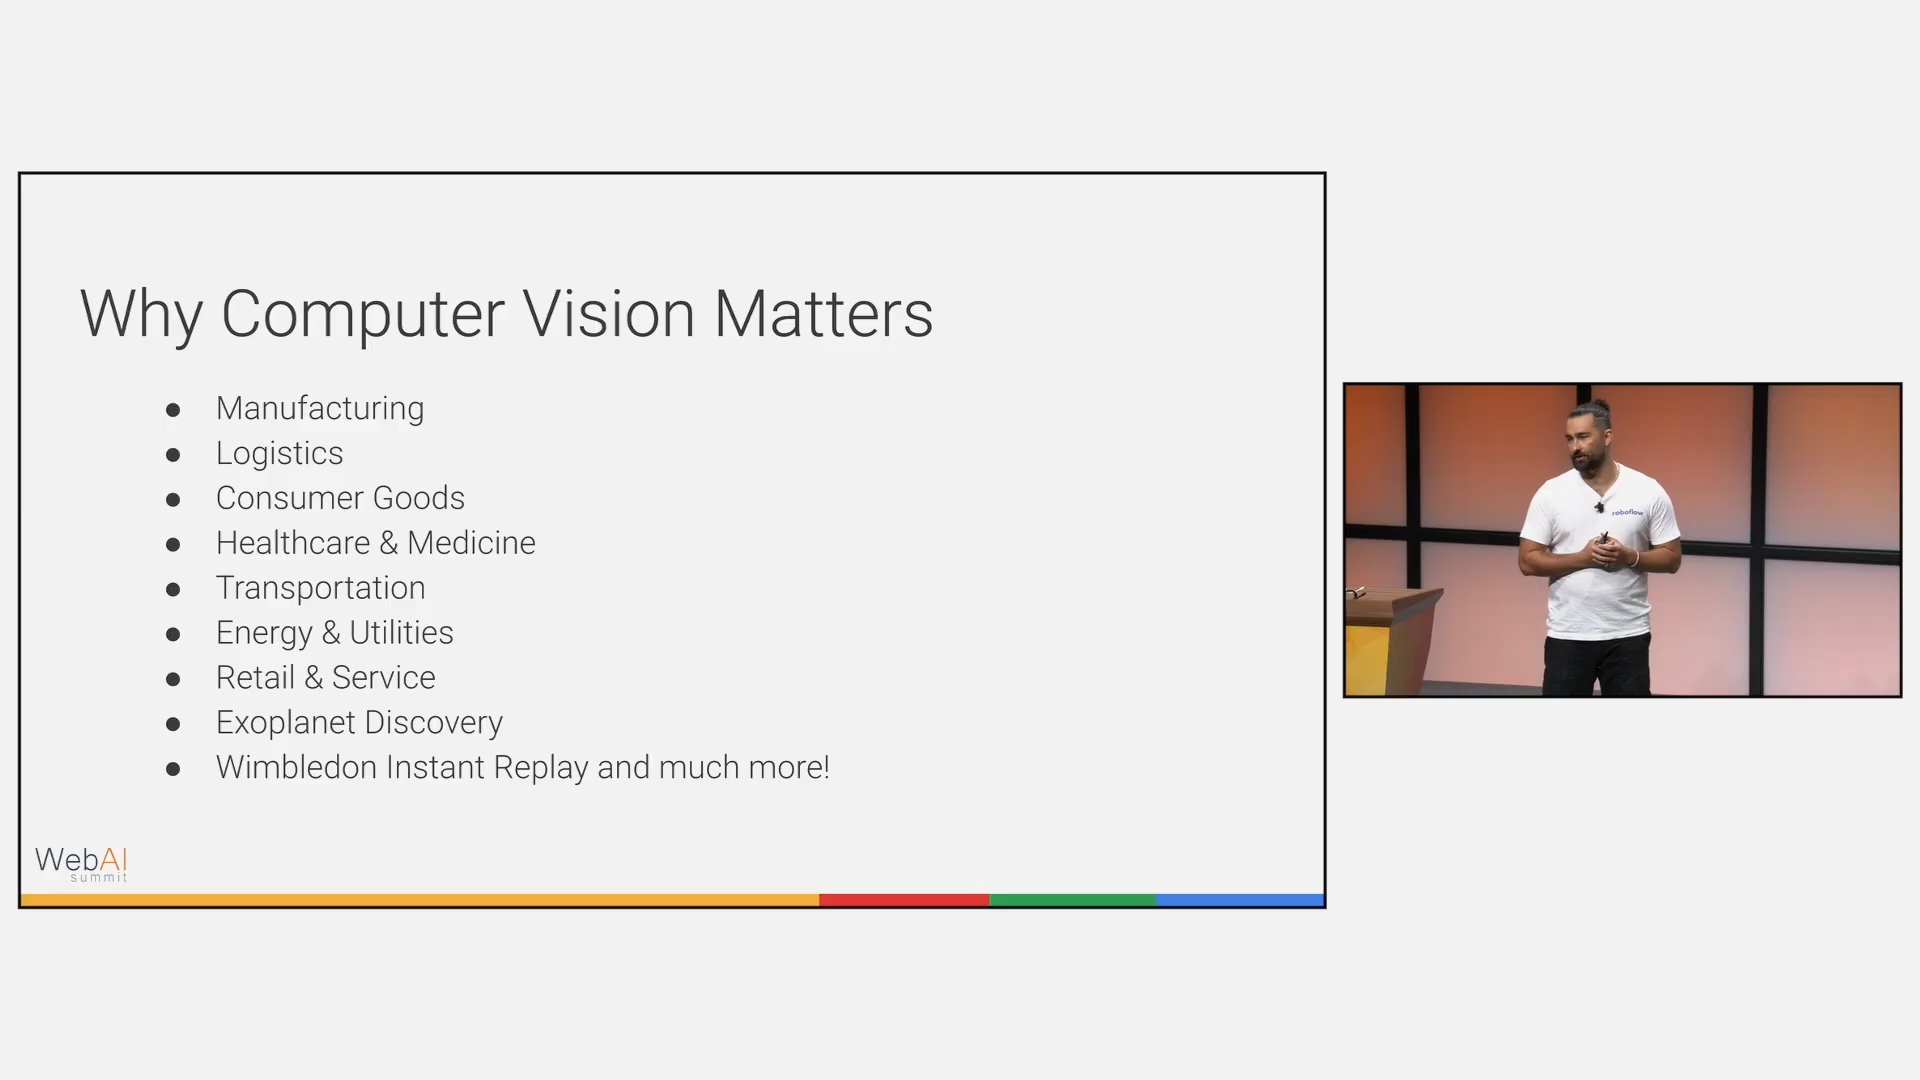 Why Computer Vision Matters
● Manufacturing
● Logistics
● Consumer Goods
● Healthcare & Medicine
● Transportation
● Energy & Utilities
● Retail & Service
● Exoplanet Discovery
● Wimbledon Instant Replay and much more!
WebAI
summit
roboflow